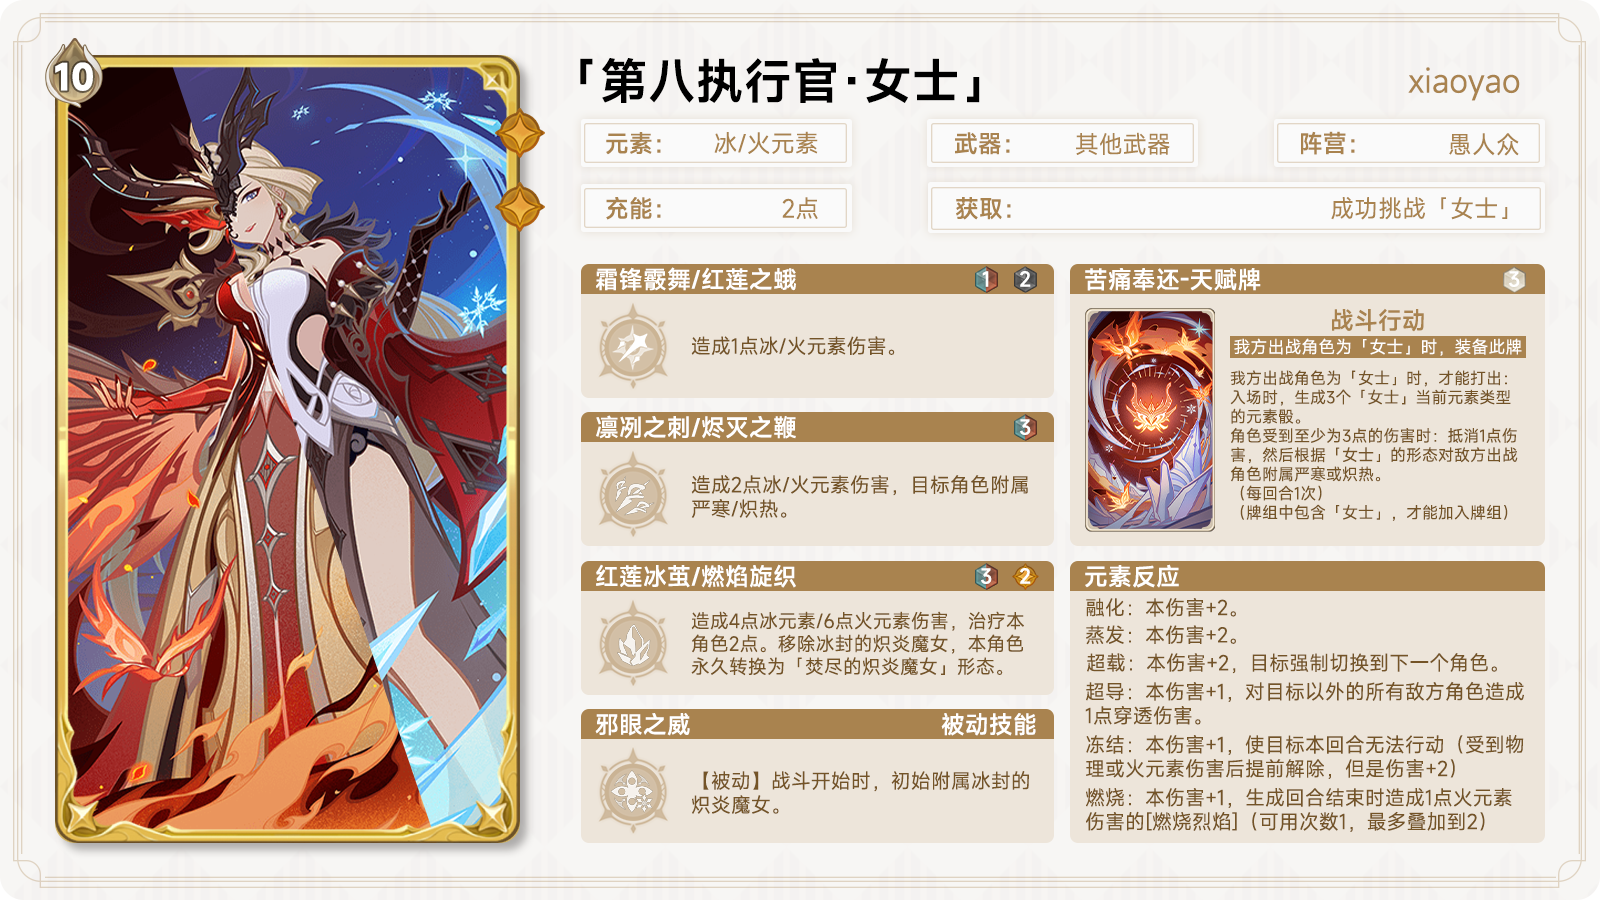 10
「第八执行官·女士」
xiaoyao
元素： 冰/火元素
武器： 其他武器
阵营： 愚人众
充能： 2点
获取： 成功挑战「女士」
霜锋霰舞/红莲之蛾 1 2
造成1点冰/火元素伤害。
凛冽之刺/烬灭之鞭 3
造成2点冰/火元素伤害，目标角色附属
严寒/炽热。
红莲冰茧/燃焰旋织 3 2
造成4点冰元素/6点火元素伤害，治疗本
角色2点。移除冰封的炽炎魔女，本角色
永久转换为「焚尽的炽炎魔女」形态。
邪眼之威 被动技能
【被动】战斗开始时，初始附属冰封的
炽炎魔女。
苦痛奉还-天赋牌 3
战斗行动
我方出战角色为「女士」时，装备此牌
我方出战角色为「女士」时，才能打出：
入场时，生成3个「女士」当前元素类型
的元素骰。
角色受到至少为3点的伤害时：抵消1点伤
害，然后根据「女士」的形态对敌方出战
角色附属严寒或炽热。
（每回合1次）
（牌组中包含「女士」，才能加入牌组）
元素反应
融化：本伤害+2。
蒸发：本伤害+2。
超载：本伤害+2，目标强制切换到下一个角色。
超导：本伤害+1，对目标以外的所有敌方角色造成
1点穿透伤害。
冻结：本伤害+1，使目标本回合无法行动（受到物
理或火元素伤害后提前解除，但是伤害+2）
燃烧：本伤害+1，生成回合结束时造成1点火元素
伤害的[燃烧烈焰]（可用次数1，最多叠加到2）